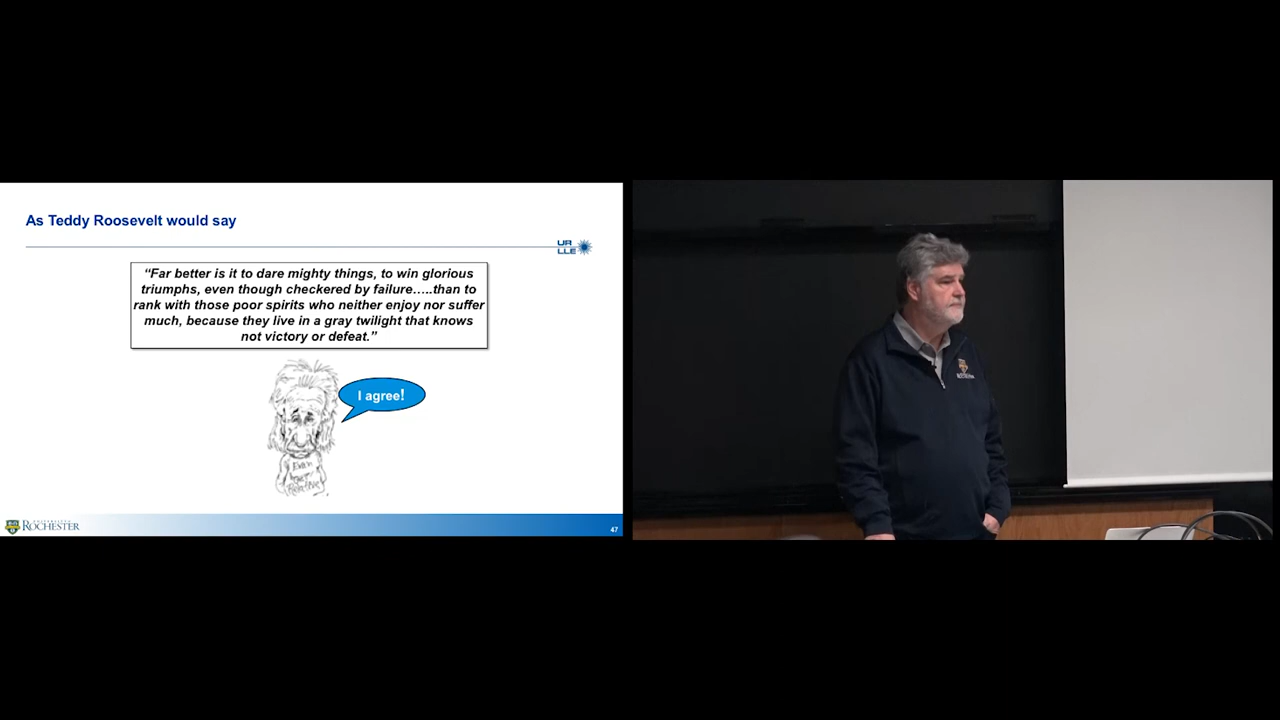 As Teddy Roosevelt would say
UR
LLE
“Far better is it to dare mighty things, to win glorious
triumphs, even though checkered by failure…..than to
rank with those poor spirits who neither enjoy nor suffer
much, because they live in a gray twilight that knows
not victory or defeat.”
I agree!
ROCHESTER
47